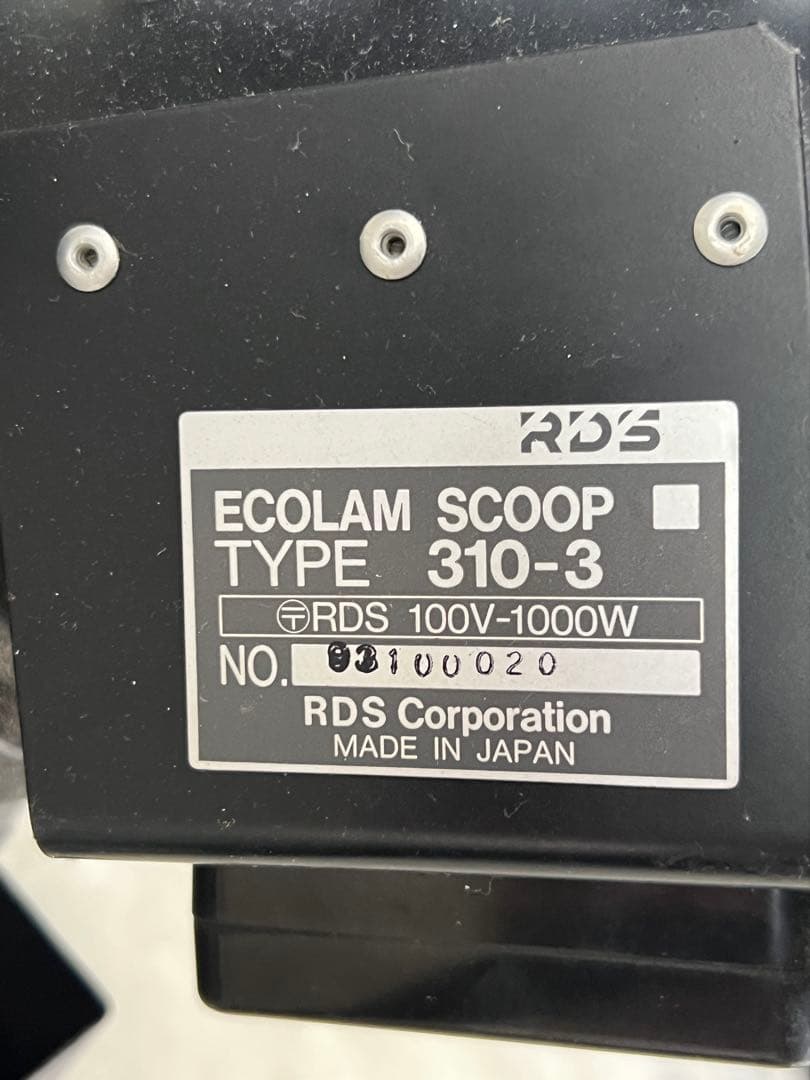 RDS
ECOLAM SCOOP
TYPE 310-3
〒RDS 100V-1000W
NO. 93100020
RDS Corporation
MADE IN JAPAN